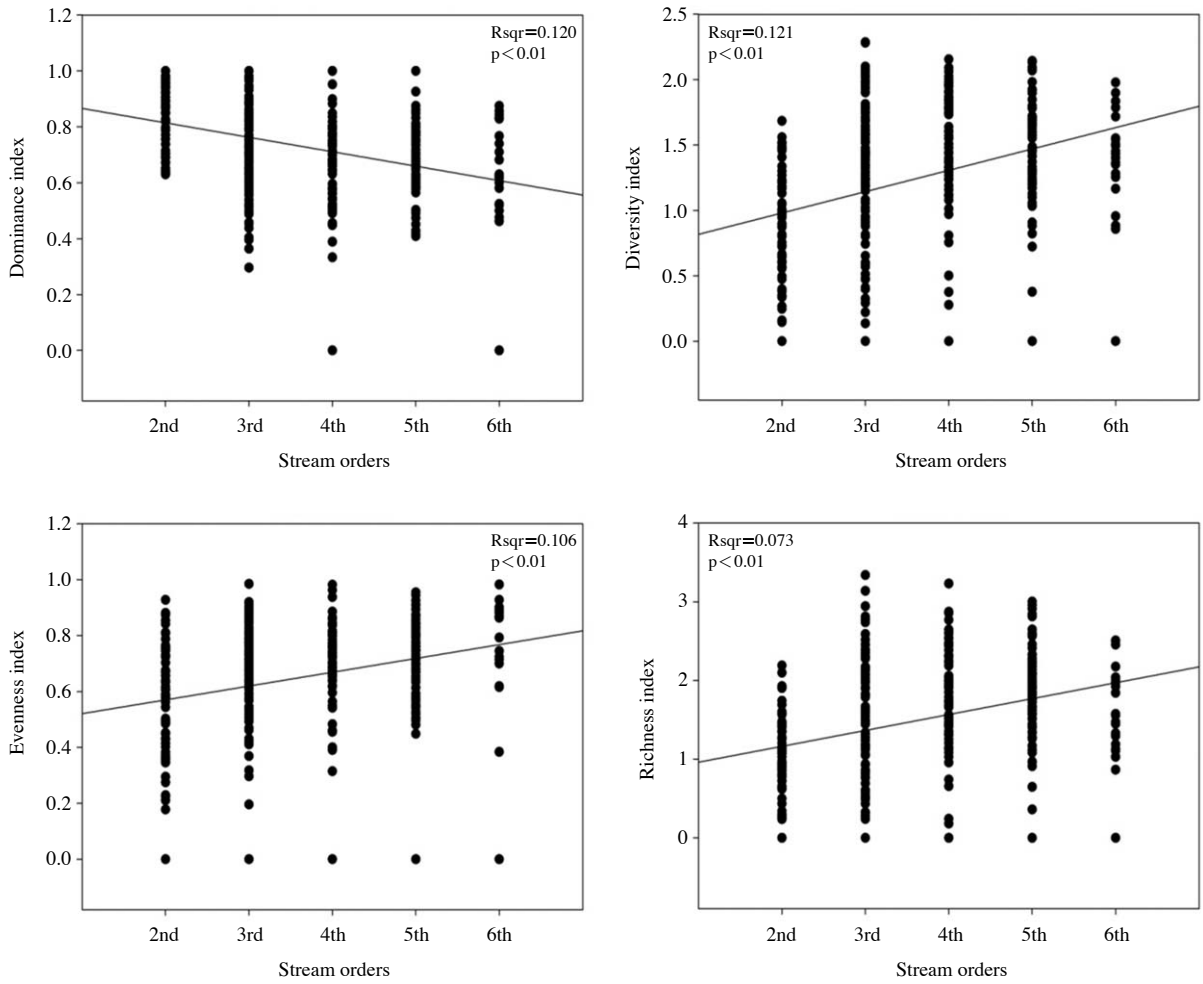 Rsqr=0.120
p<0.01
1.2
1.0
0.8
0.6
0.4
0.2
0.0
Dominance index
2nd 3rd 4th 5th 6th
Stream orders
Rsqr=0.121
p<0.01
2.5
2.0
1.5
1.0
0.5
0.0
Diversity index
2nd 3rd 4th 5th 6th
Stream orders
Rsqr=0.106
p<0.01
1.2
1.0
0.8
0.6
0.4
0.2
0.0
Evenness index
2nd 3rd 4th 5th 6th
Stream orders
Rsqr=0.073
p<0.01
4
3
2
1
0
Richness index
2nd 3rd 4th 5th 6th
Stream orders